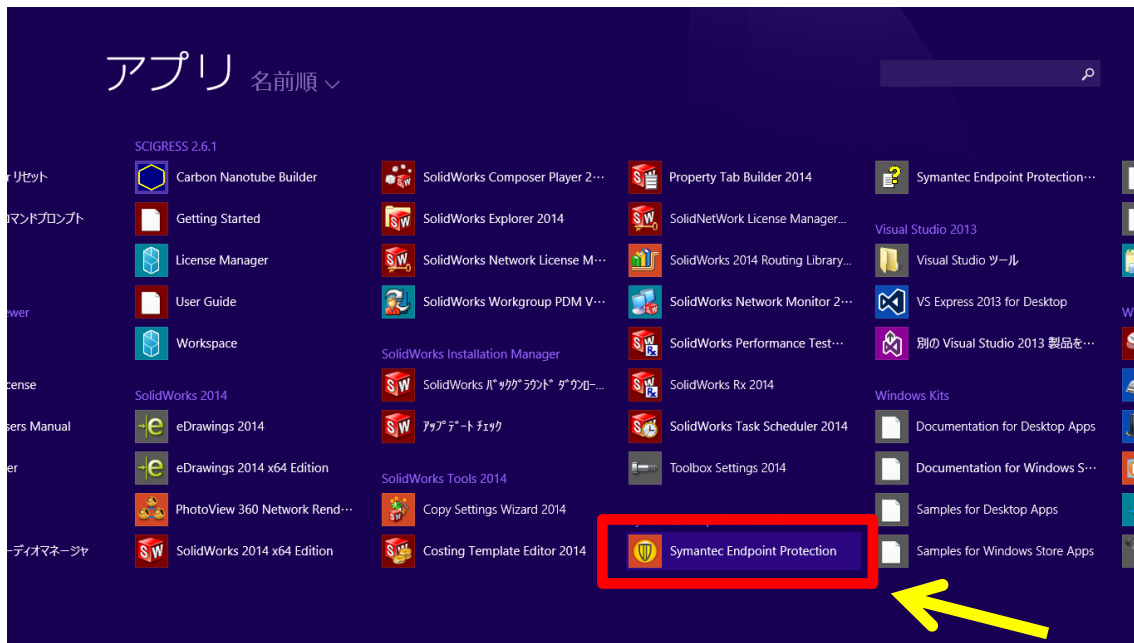 アプリ 名前順
r リセット
コマンドプロンプト
ewer
cense
sers Manual
er
ーディオマネージャ
SCIGRESS 2.6.1
Carbon Nanotube Builder
Getting Started
License Manager
User Guide
Workspace
SolidWorks 2014
eDrawings 2014
eDrawings 2014 x64 Edition
PhotoView 360 Network Rend…
SolidWorks 2014 x64 Edition
SolidWorks Composer Player 2…
SolidWorks Explorer 2014
SolidWorks Network License M…
SolidWorks Workgroup PDM V…
SolidWorks Installation Manager
SolidWorks ﾊﾞｯｸｸﾞﾗｳﾝﾄﾞ ﾀﾞｳﾝﾛｰ...
ｱｯﾌﾟﾃﾞｰﾄ ﾁｪｯｸ
SolidWorks Tools 2014
Copy Settings Wizard 2014
Costing Template Editor 2014
Property Tab Builder 2014
SolidNetWork License Manager...
SolidWorks 2014 Routing Library...
SolidWorks Network Monitor 2…
SolidWorks Performance Test…
SolidWorks Rx 2014
SolidWorks Task Scheduler 2014
Toolbox Settings 2014
Symantec Endpoint Protection
Symantec Endpoint Protection…
Visual Studio 2013
Visual Studio ツール
VS Express 2013 for Desktop
別の Visual Studio 2013 製品を…
Windows Kits
Documentation for Desktop Apps
Documentation for Windows S…
Samples for Desktop Apps
Samples for Windows Store Apps
W